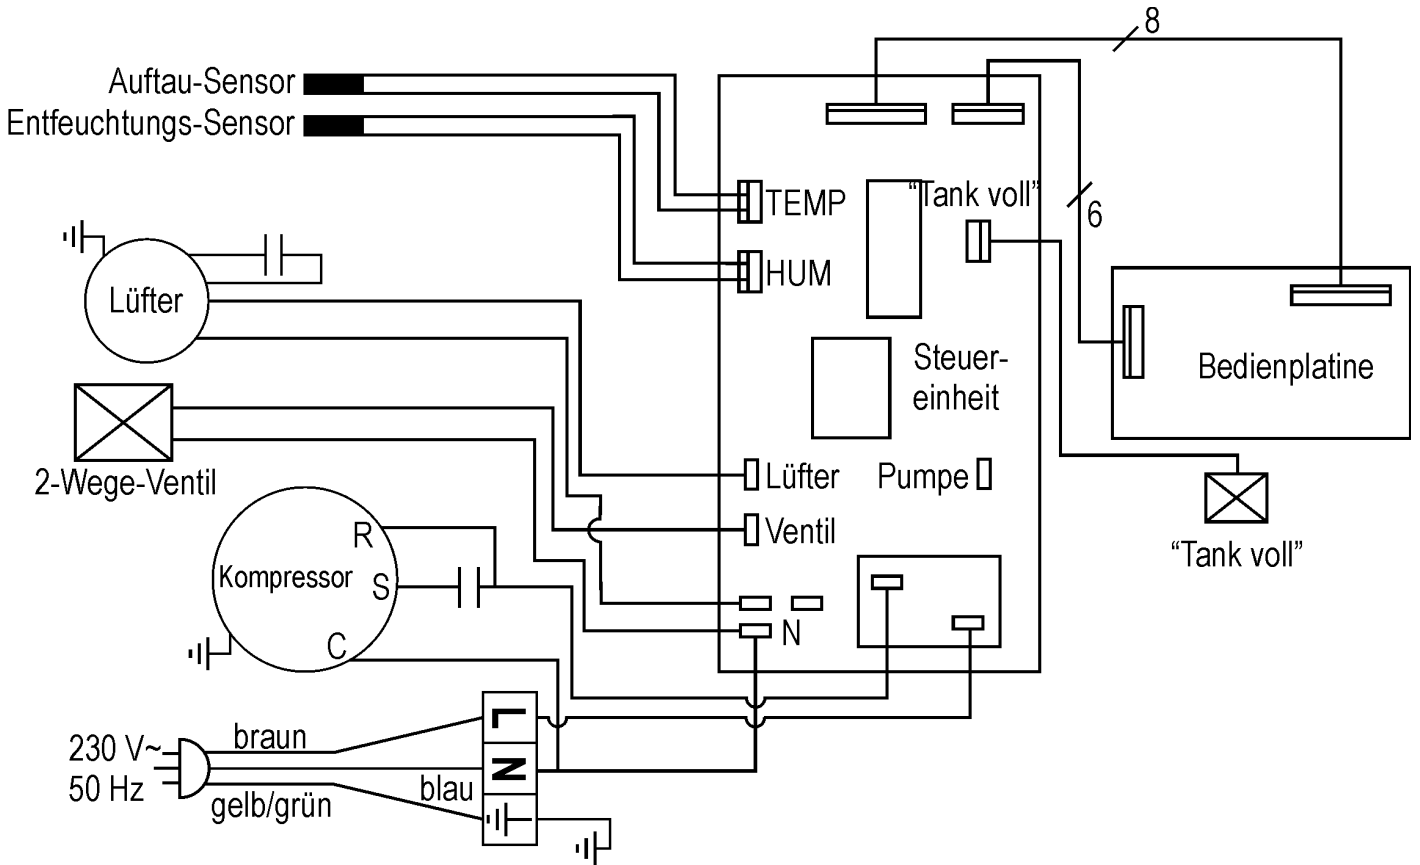 8
Auftau-Sensor
Entfeuchtungs-Sensor
TEMP
“Tank voll”
6
HUM
Lüfter
Steuer-
einheit
Bedienplatine
2-Wege-Ventil
Lüfter
Pumpe
Ventil
“Tank voll”
R
Kompressor
S
C
N
L
N
230 V~
50 Hz
braun
blau
gelb/grün